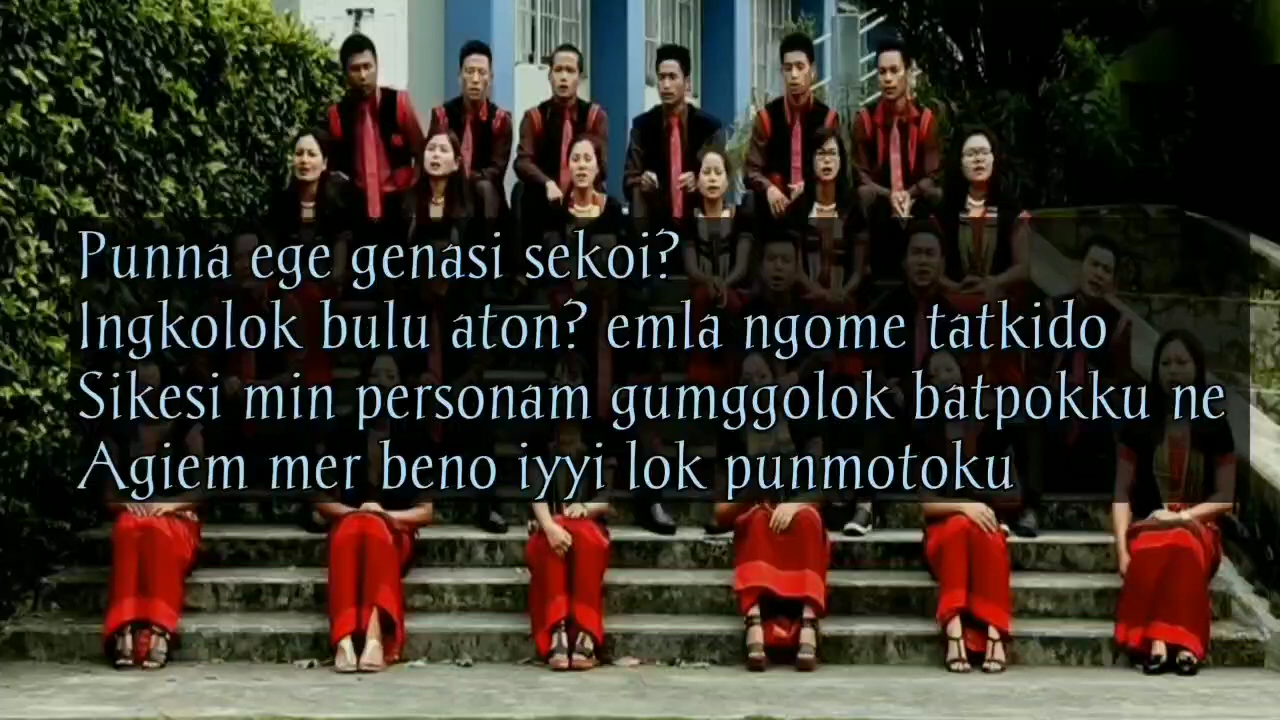 Punna ege genasi sekoi?
Ingkolok bulu aton? emla ngome tatkido
Sikesi min personam gumggolok batpokku ne
Agiem mer beno iyyi lok punmotoku